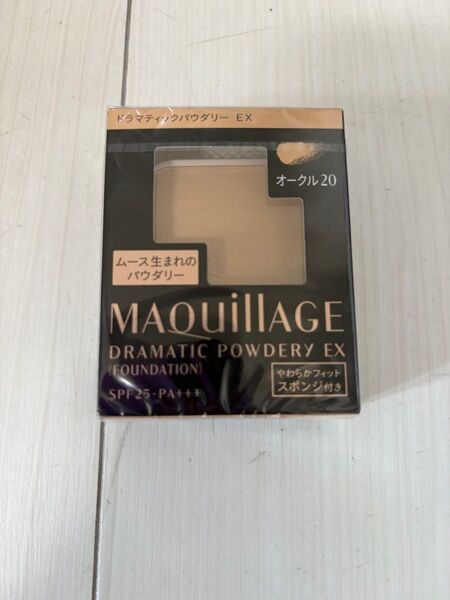 ドラマティックパウダリー EX
オークル20
ムース生まれの
パウダリー
MAQuillAGE
DRAMATIC POWDERY EX
[FOUNDATION]
SPF25・PA+++
やわらかフィット
スポンジ付き